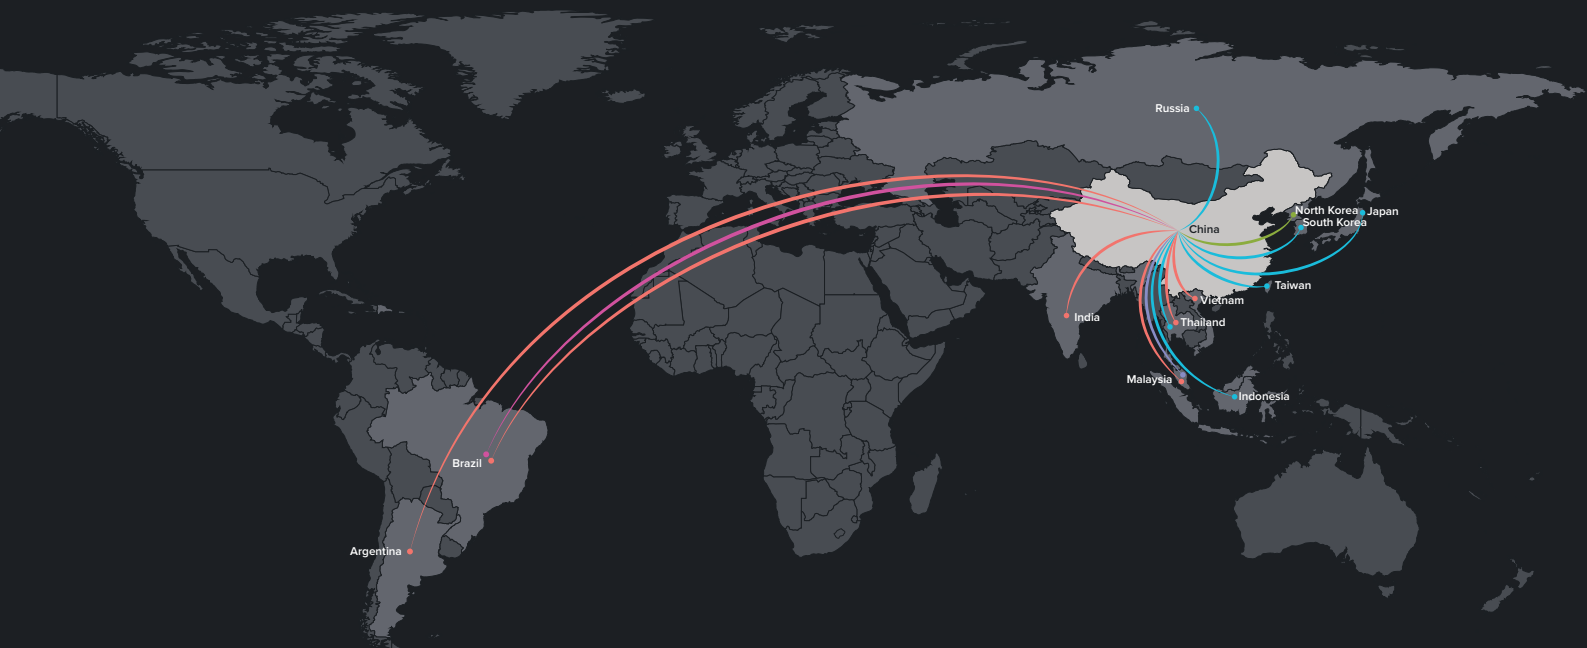 Russia
North Korea
Japan
South Korea
China
Taiwan
Vietnam
India
Thailand
Malaysia
Indonesia
Brazil
Argentina